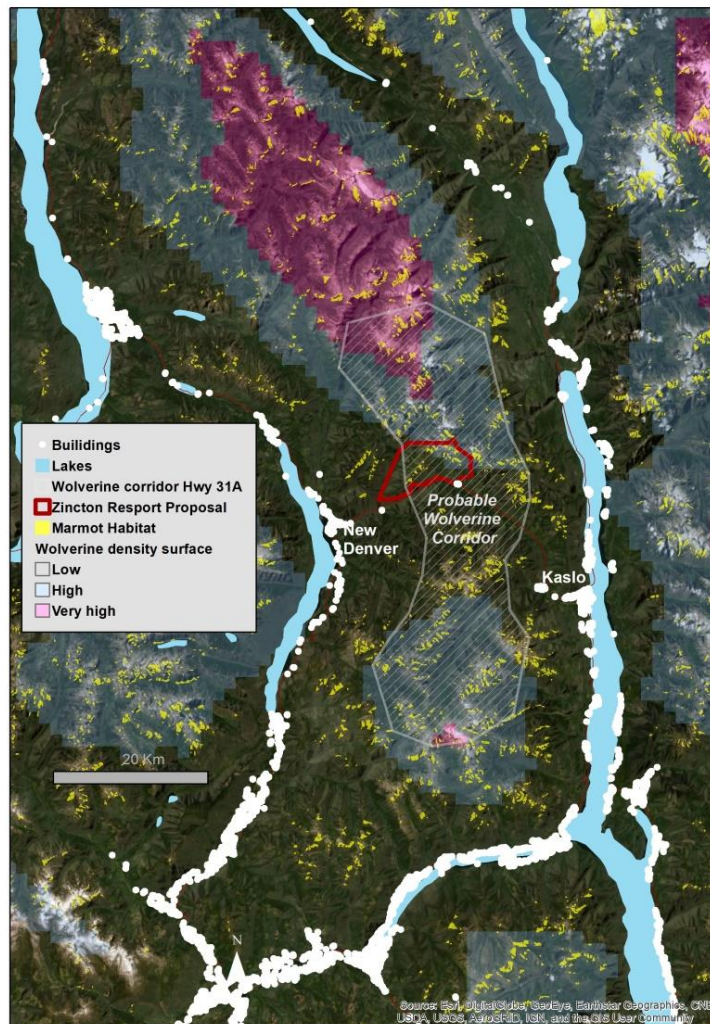 Builidings
Lakes
Wolverine corridor Hwy 31A
Zincton Resport Proposal
Marmot Habitat
Wolverine density surface
Low
High
Very high
New
Denver
Probable
Wolverine
Corridor
Kaslo
20 Km
N
Source: Esri, DigitalGlobe, GeoEye, Earthstar Geographics, CNE
USDA, USGS, AeroGRID, IGN, and the GIS User Community